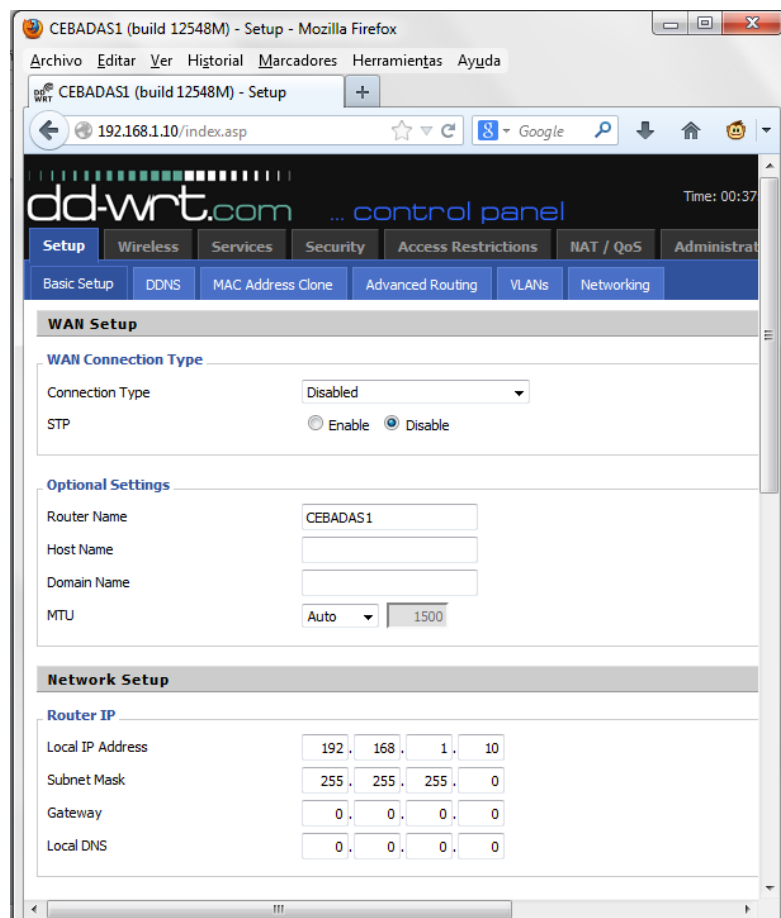 CEBADAS1 (build 12548M) - Setup - Mozilla Firefox
Archivo Editar Ver Historial Marcadores Herramientas Ayuda
DD WRT CEBADAS1 (build 12548M) - Setup +
192.168.1.10/index.asp 8 Google
dd-wrt.com ... control panel Time: 00:37
Setup Wireless Services Security Access Restrictions NAT / QoS Administrat
Basic Setup DDNS MAC Address Clone Advanced Routing VLANs Networking
WAN Setup
WAN Connection Type
Connection Type Disabled
STP Enable Disable
Optional Settings
Router Name CEBADAS1
Host Name
Domain Name
MTU Auto 1500
Network Setup
Router IP
Local IP Address 192. 168. 1. 10
Subnet Mask 255. 255. 255. 0
Gateway 0. 0. 0. 0
Local DNS 0. 0. 0. 0